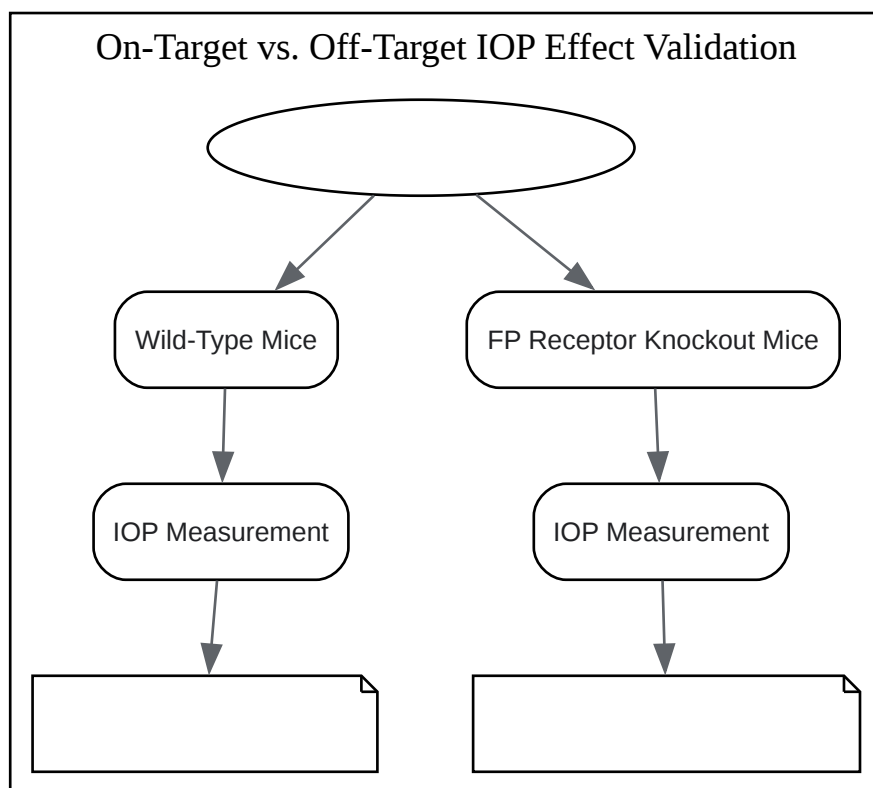 On-Target vs. Off-Target IOP Effect Validation
Wild-Type Mice
FP Receptor Knockout Mice
IOP Measurement
IOP Measurement